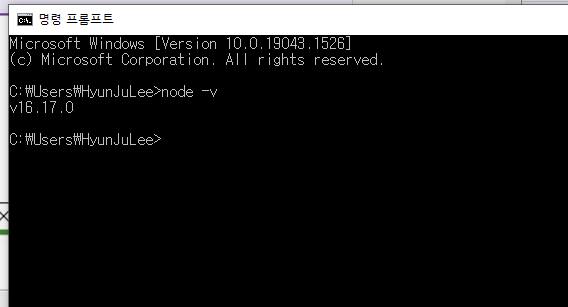 명령 프롬프트
Microsoft Windows [Version 10.0.19043.1526]
(c) Microsoft Corporation. All rights reserved.
C:₩Users₩HyunJuLee>node -v
v16.17.0
C:₩Users₩HyunJuLee>